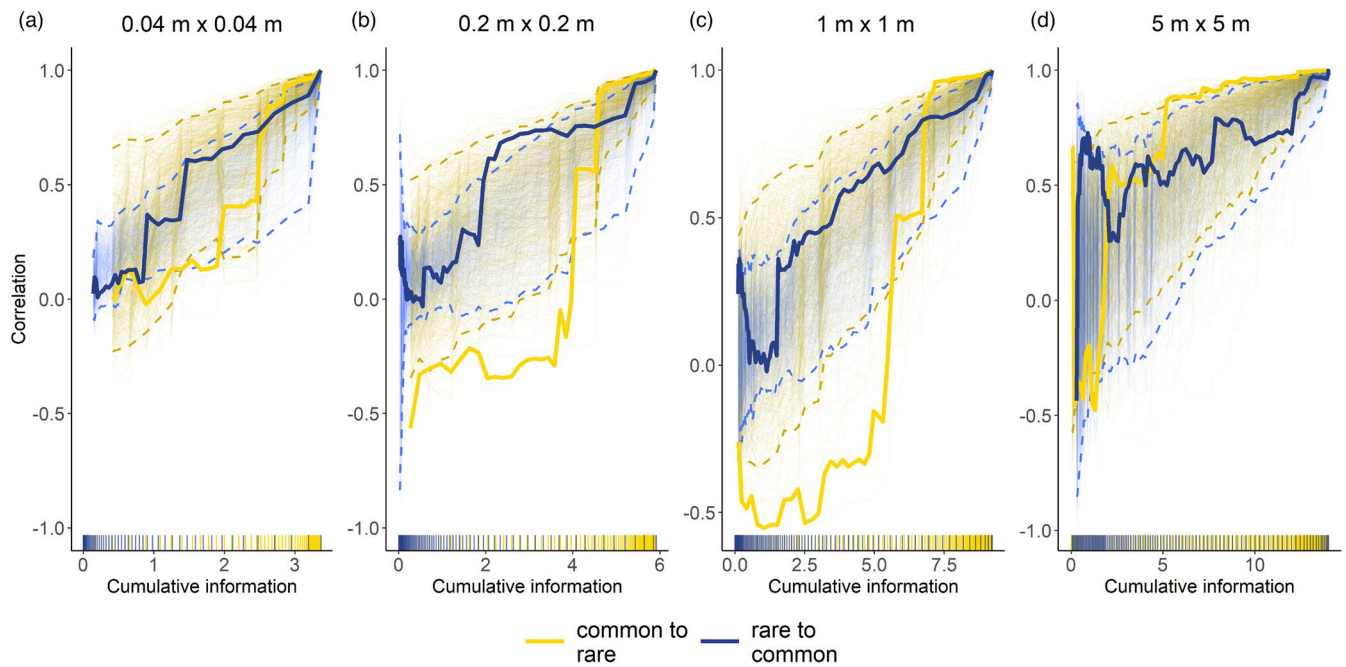 (a) 0.04 m x 0.04 m
(b) 0.2 m x 0.2 m
(c) 1 m x 1 m
(d) 5 m x 5 m
Correlation
1.0
0.5
0.0
-0.5
-1.0
0 1 2 3
Cumulative information
1.0
0.5
0.0
-0.5
-1.0
0 2 4 6
Cumulative information
1.0
0.5
0.0
-0.5
0.0 2.5 5.0 7.5
Cumulative information
1.0
0.5
0.0
-0.5
-1.0
0 5 10
Cumulative information
common to
rare
rare to
common